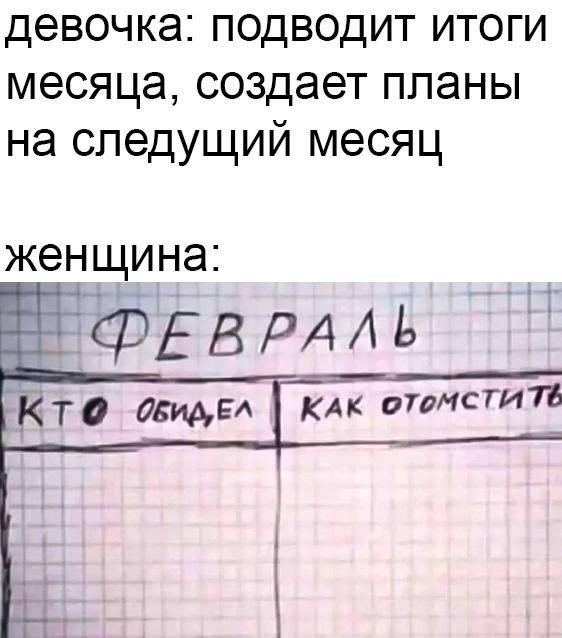 девочка: подводит итоги
месяца, создает планы
на следущий месяц
женщина:
ФЕВРАЛЬ
КТО ОБИДЕЛ КАК ОТОМСТИТЬ